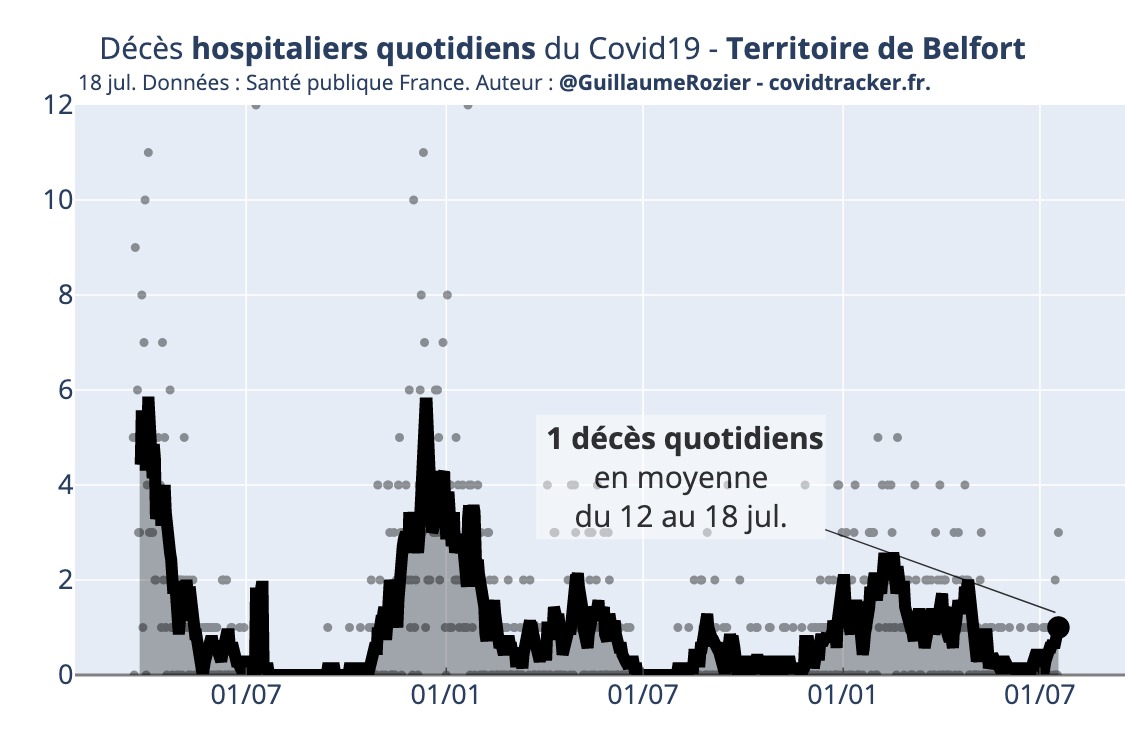 Décès hospitaliers quotidiens du Covid19 - Territoire de Belfort
18 jul. Données : Santé publique France. Auteur : @GuillaumeRozier - covidtracker.fr.
12
10
8
6
4
2
0
1 décès quotidiens
en moyenne
du 12 au 18 jul.
01/07 01/01 01/07 01/01 01/07